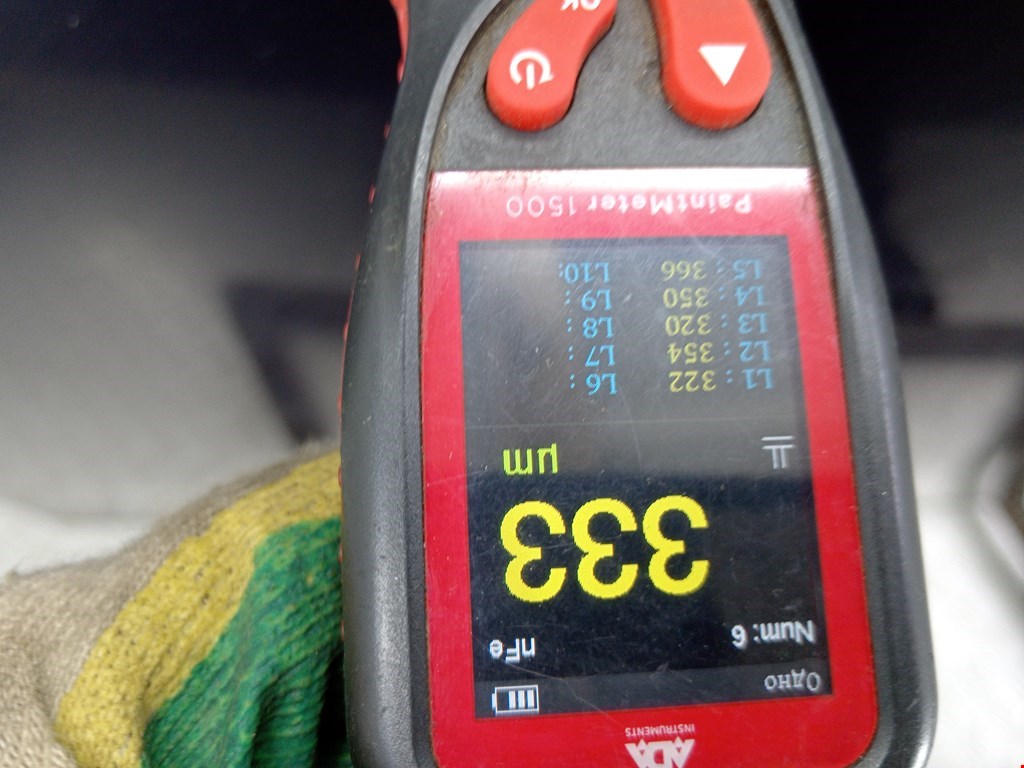 ADA
INSTRUMENTS
Одно
Num: 6 nFe
333
µm
L1 : 322 L6 :
L2 : 354 L7 :
L3 : 320 L8 :
L4 : 350 L9 :
L5 : 366 L10:
PaintMeter 1500
OK